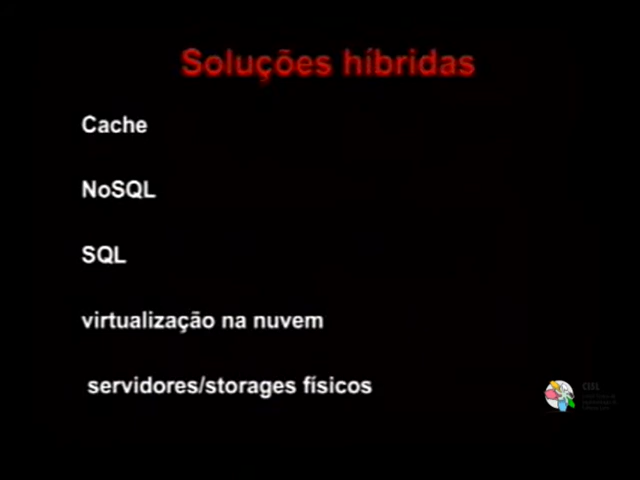 Soluções híbridas
Cache
NoSQL
SQL
virtualização na nuvem
servidores/storages físicos
CISL